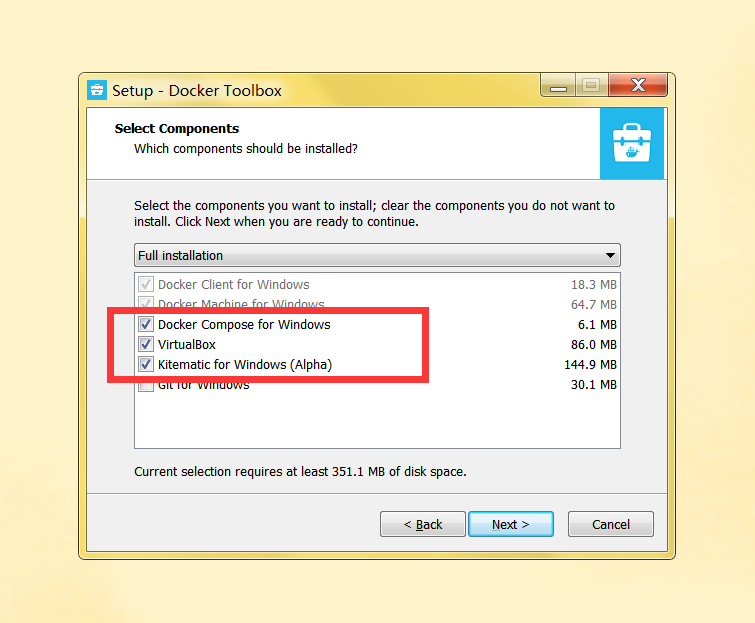 Setup - Docker Toolbox
Select Components
Which components should be installed?
Select the components you want to install; clear the components you do not want to
install. Click Next when you are ready to continue.
Full installation
Docker Client for Windows 18.3 MB
Docker Machine for Windows 64.7 MB
Docker Compose for Windows 6.1 MB
VirtualBox 86.0 MB
Kitematic for Windows (Alpha) 144.9 MB
Git for Windows 30.1 MB
Current selection requires at least 351.1 MB of disk space.
< Back Next > Cancel